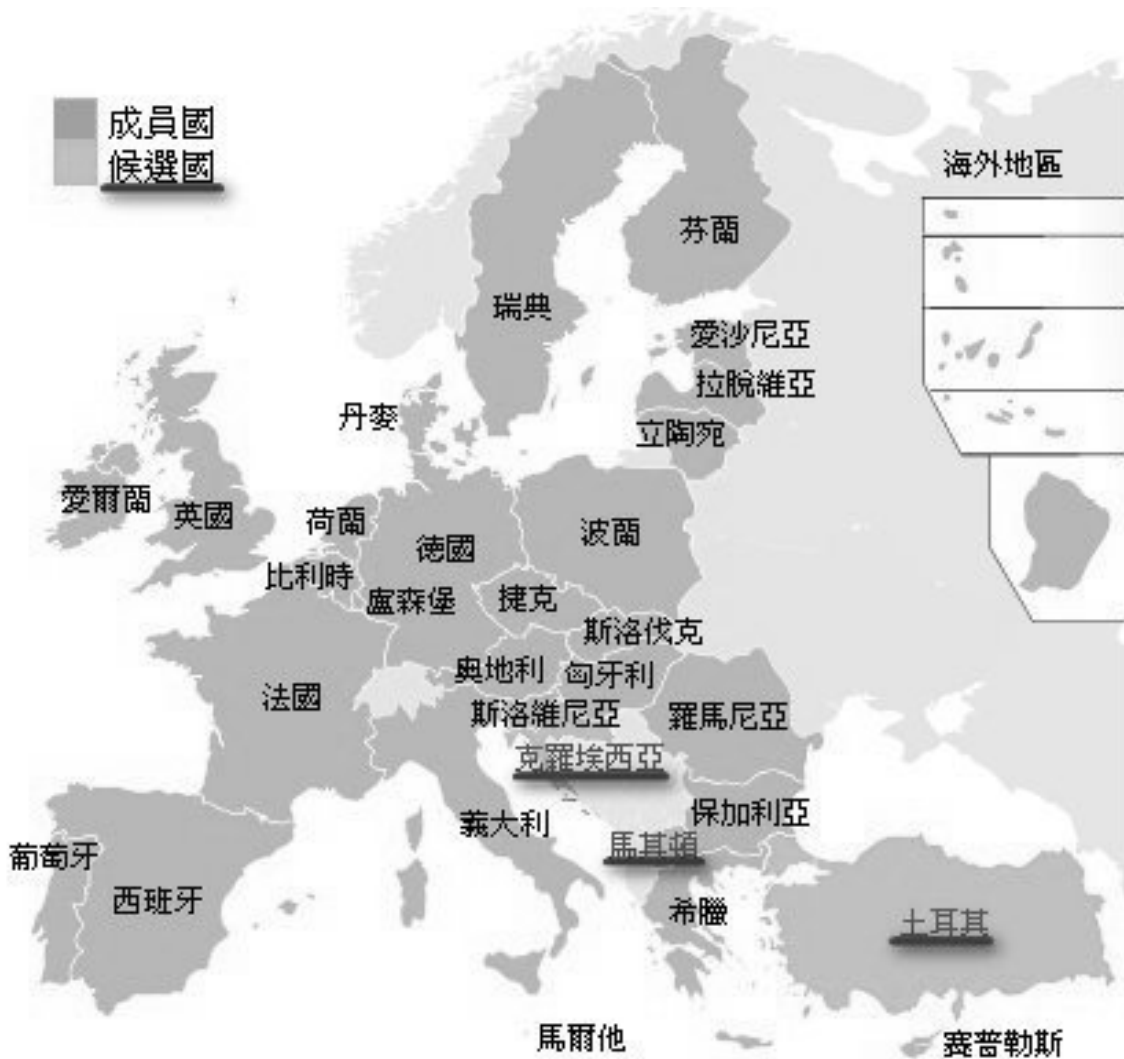 成員國
候選國
海外地區
芬蘭
瑞典
愛沙尼亞
拉脫維亞
丹麥
立陶宛
愛爾蘭
英國
荷蘭
德國
波蘭
比利時
盧森堡
捷克
斯洛伐克
奧地利
匈牙利
法國
斯洛維尼亞
羅馬尼亞
克羅埃西亞
義大利
保加利亞
馬其頓
葡萄牙
西班牙
希臘
土耳其
馬爾他
賽普勒斯